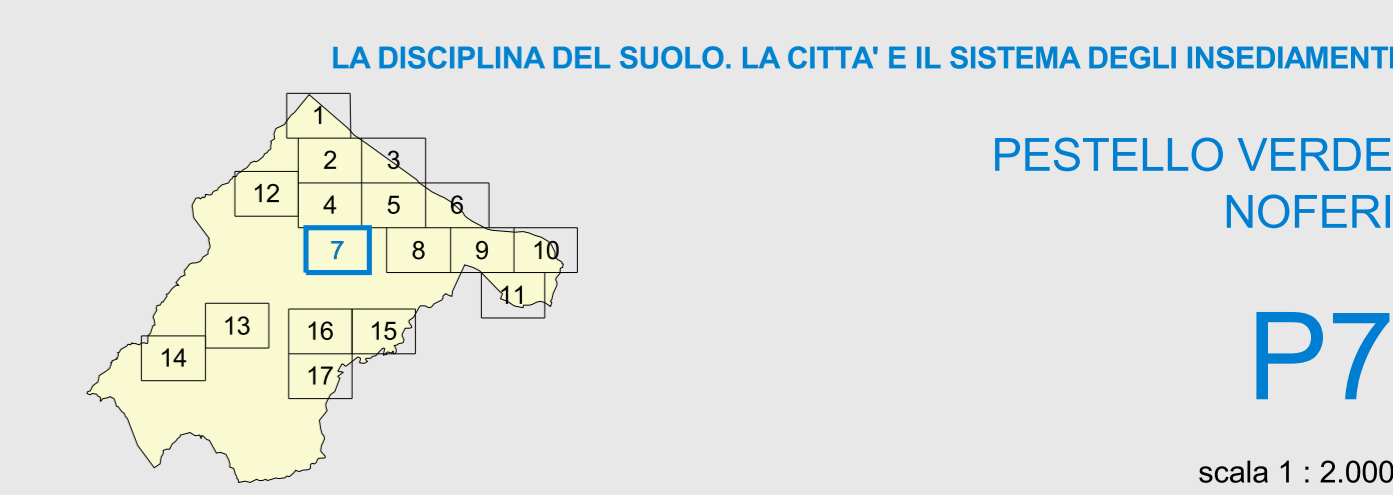 LA DISCIPLINA DEL SUOLO. LA CITTA' E IL SISTEMA DEGLI INSEDIAMENTI
PESTELLO VERDE
NOFERI
P7
scala 1 : 2.000
1
2 3
12 4 5 6
7 8 9 10
11
13 16 15
14
17